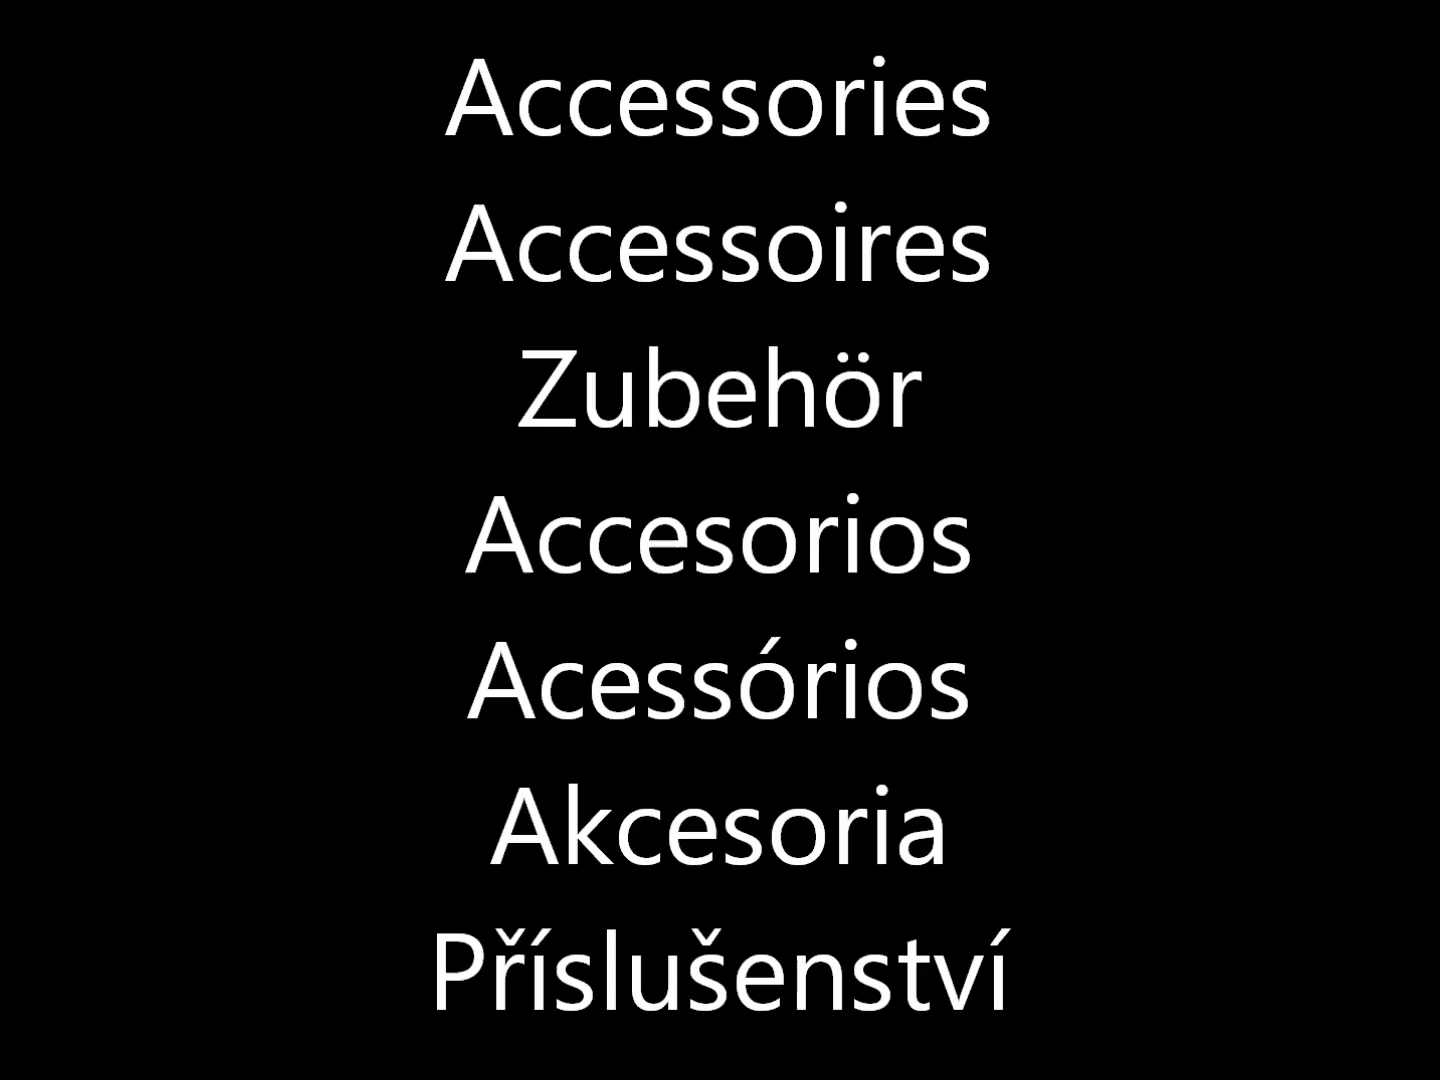 Accessories
Accessoires
Zubehör
Accesorios
Acessórios
Akcesoria
Příslušenství